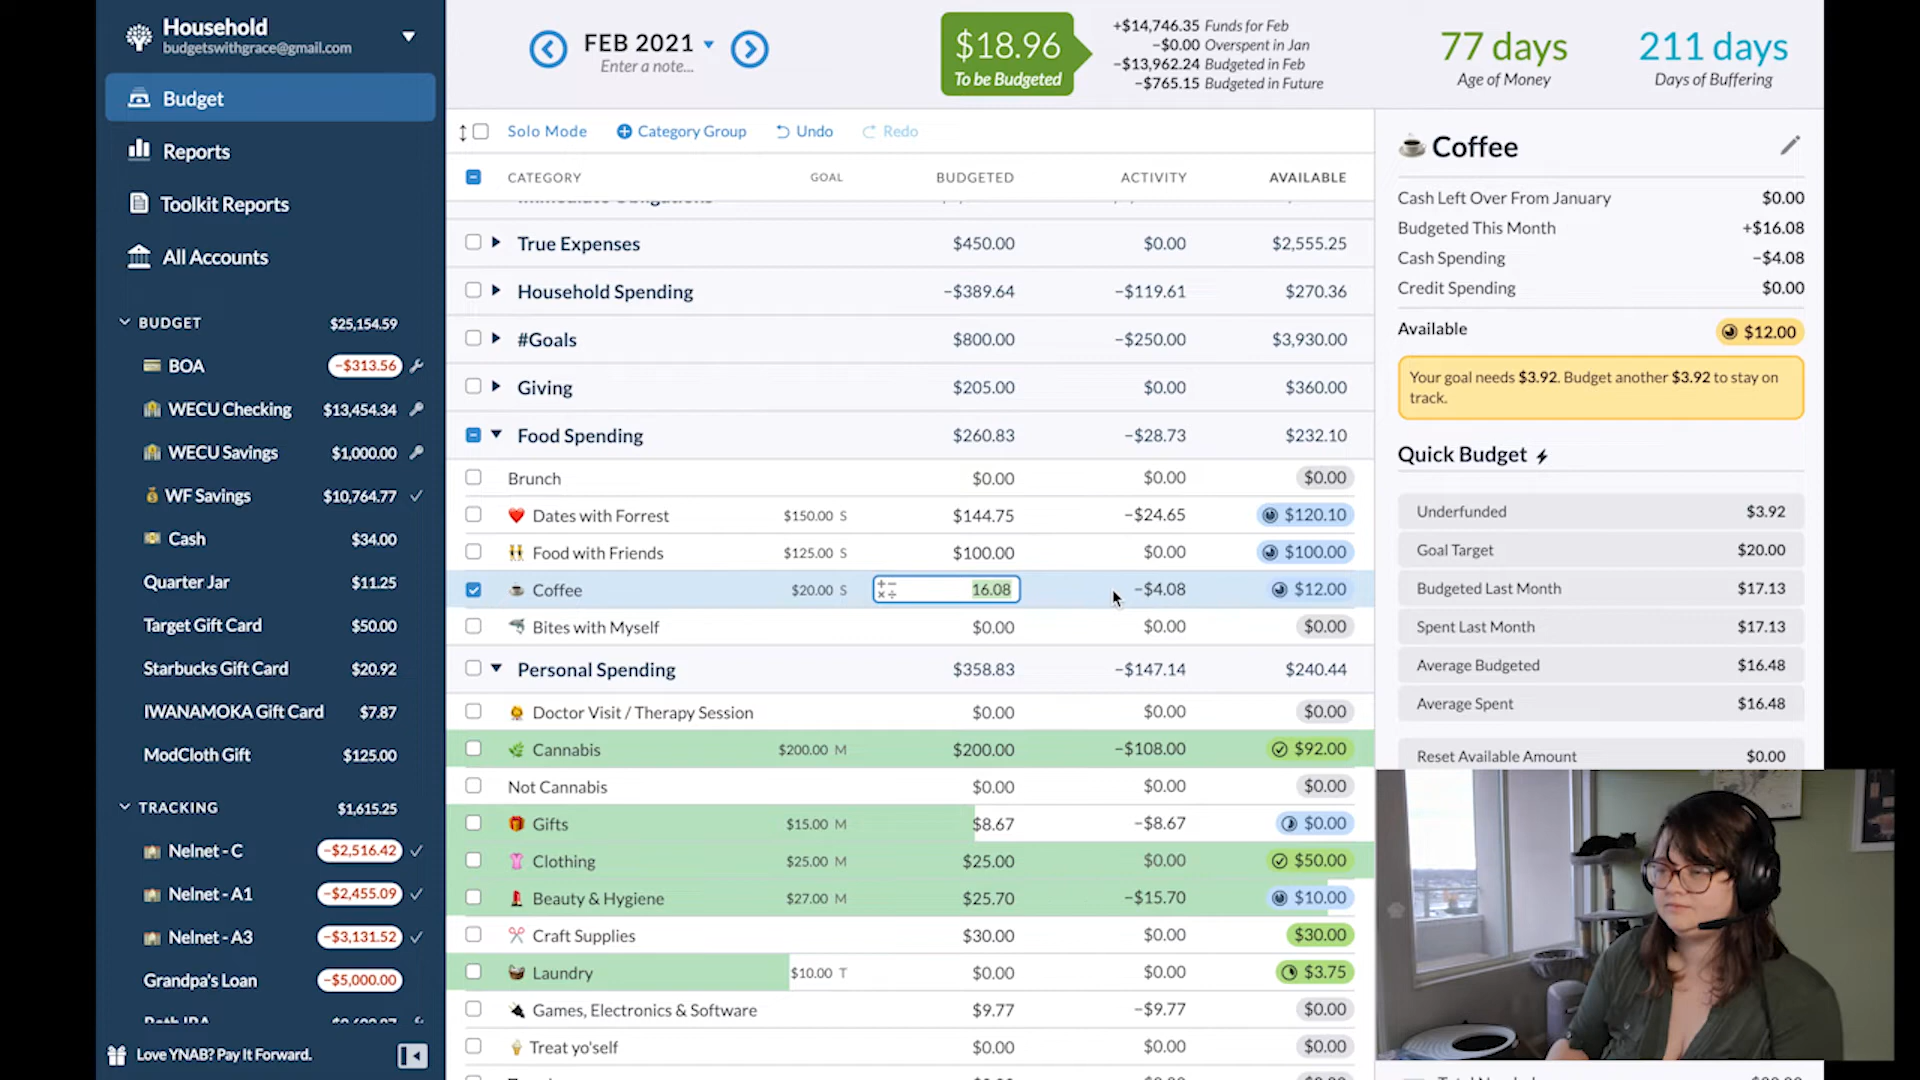 Household
budgetswithgrace@gmail.com
Budget
Reports
Toolkit Reports
All Accounts
BUDGET $25,154.59
BOA −$313.56
WECU Checking $13,454.34
WECU Savings $1,000.00
WF Savings $10,764.77
Cash $34.00
Quarter Jar $11.25
Target Gift Card $50.00
Starbucks Gift Card $20.92
IWANAMOKA Gift Card $7.87
ModCloth Gift $125.00
TRACKING $1,615.25
Nelnet - C −$2,516.42
Nelnet - A1 −$2,455.09
Nelnet - A3 −$3,131.52
Grandpa's Loan −$5,000.00
Roth IRA
Love YNAB? Pay It Forward.
FEB 2021
Enter a note...
$18.96
To be Budgeted
+$14,746.35 Funds for Feb
−$0.00 Overspent in Jan
−$13,962.24 Budgeted in Feb
−$765.15 Budgeted in Future
77 days
Age of Money
211 days
Days of Buffering
Solo Mode Category Group Undo Redo
CATEGORY GOAL BUDGETED ACTIVITY AVAILABLE
Immediate Obligations
True Expenses $450.00 $0.00 $2,555.25
Household Spending −$389.64 −$119.61 $270.36
#Goals $800.00 −$250.00 $3,930.00
Giving $205.00 $0.00 $360.00
Food Spending $260.83 −$28.73 $232.10
Brunch $0.00 $0.00 $0.00
Dates with Forrest $150.00 S $144.75 −$24.65 $120.10
Food with Friends $125.00 S $100.00 $0.00 $100.00
Coffee $20.00 S 16.08 −$4.08 $12.00
Bites with Myself $0.00 $0.00 $0.00
Personal Spending $358.83 −$147.14 $240.44
Doctor Visit / Therapy Session $0.00 $0.00 $0.00
Cannabis $200.00 M $200.00 −$108.00 $92.00
Not Cannabis $0.00 $0.00 $0.00
Gifts $15.00 M $8.67 −$8.67 $0.00
Clothing $25.00 M $25.00 $0.00 $50.00
Beauty & Hygiene $27.00 M $25.70 −$15.70 $10.00
Craft Supplies $30.00 $0.00 $30.00
Laundry $10.00 T $0.00 $0.00 $3.75
Games, Electronics & Software $9.77 −$9.77 $0.00
Treat yo'self $0.00 $0.00 $0.00
Coffee
Cash Left Over From January $0.00
Budgeted This Month +$16.08
Cash Spending −$4.08
Credit Spending $0.00
Available $12.00
Your goal needs $3.92. Budget another $3.92 to stay on
track.
Quick Budget
Underfunded $3.92
Goal Target $20.00
Budgeted Last Month $17.13
Spent Last Month $17.13
Average Budgeted $16.48
Average Spent $16.48
Reset Available Amount $0.00